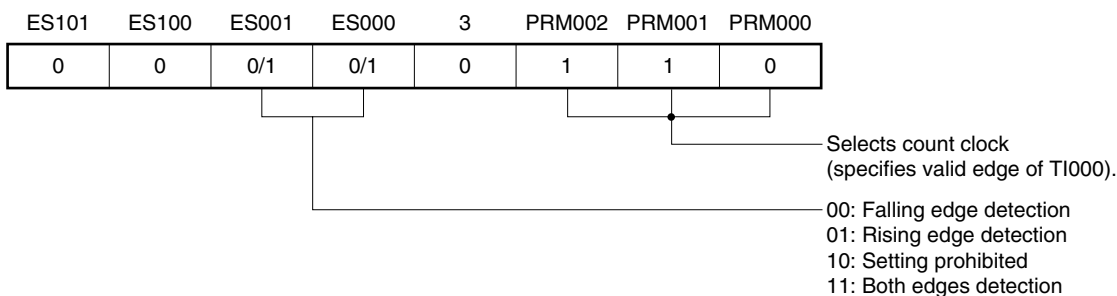 ES101 ES100 ES001 ES000 3 PRM002 PRM001 PRM000
0 0 0/1 0/1 0 1 1 0
Selects count clock
(specifies valid edge of TI000).
00: Falling edge detection
01: Rising edge detection
10: Setting prohibited
11: Both edges detection